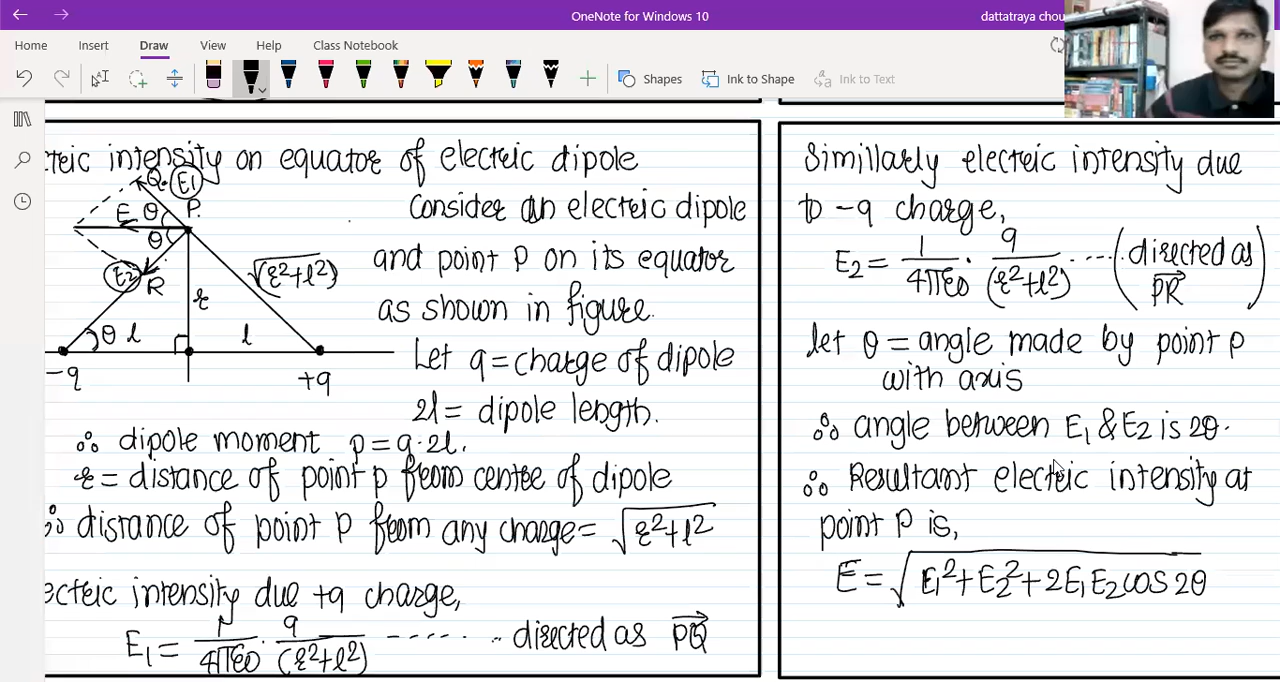 OneNote for Windows 10
dattatraya chou
Home Insert Draw View Help Class Notebook
Shapes Ink to Shape Ink to Text
tric intensity on equator of electric dipole
Consider an electric dipole
and point P on its equator
as shown in figure.
Let q = charge of dipole
2l = dipole length.
∴ dipole moment p = q·2l.
r = distance of point p from centre of dipole
∴ distance of point p from any charge = √r²+l²
ectric intensity due +q charge,
E₁ = 1/4πε0 · q/(r²+l²) ------ .. directed as PQ⃗
Q. E1
E θ P.
θ
E2 R
√(r²+l²)
r
θ l l
-q +q
Simillarly electric intensity due
to -q charge,
E₂ = 1/4πε0 · q/(r²+l²) ---- (directed as PR⃗)
let θ = angle made by point p
with axis
∴ angle between E₁ & E₂ is 2θ.
∴ Resultant electric intensity at
point P is,
E = √E₁²+E₂²+2E₁E₂cos2θ